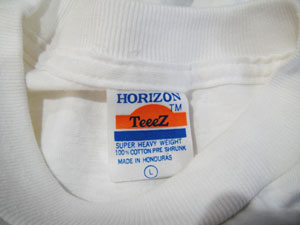 HORIZON
TM
TeeeZ
SUPER HEAVY WEIGHT
100% COTTON PRE SHRUNK
MADE IN HONDURAS
L